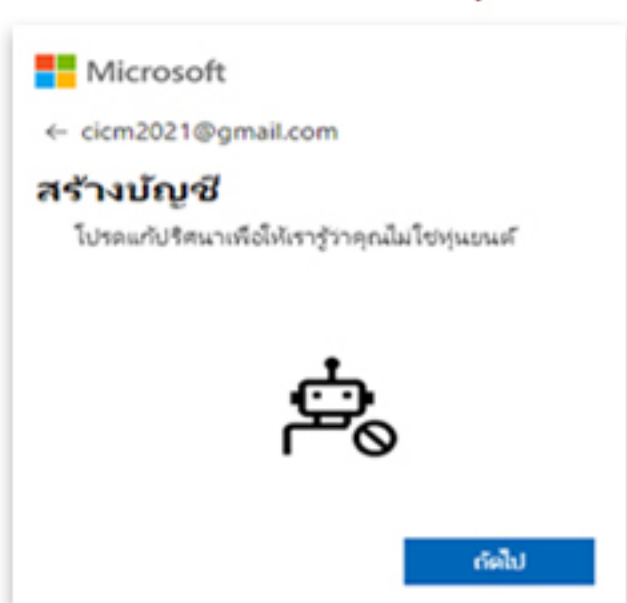 Microsoft
← cicm2021@gmail.com
สร้างบัญชี
โปรดแก้ปริศนาเพื่อให้เรารู้ว่าคุณไม่ใช่หุ่นยนต์
ถัดไป